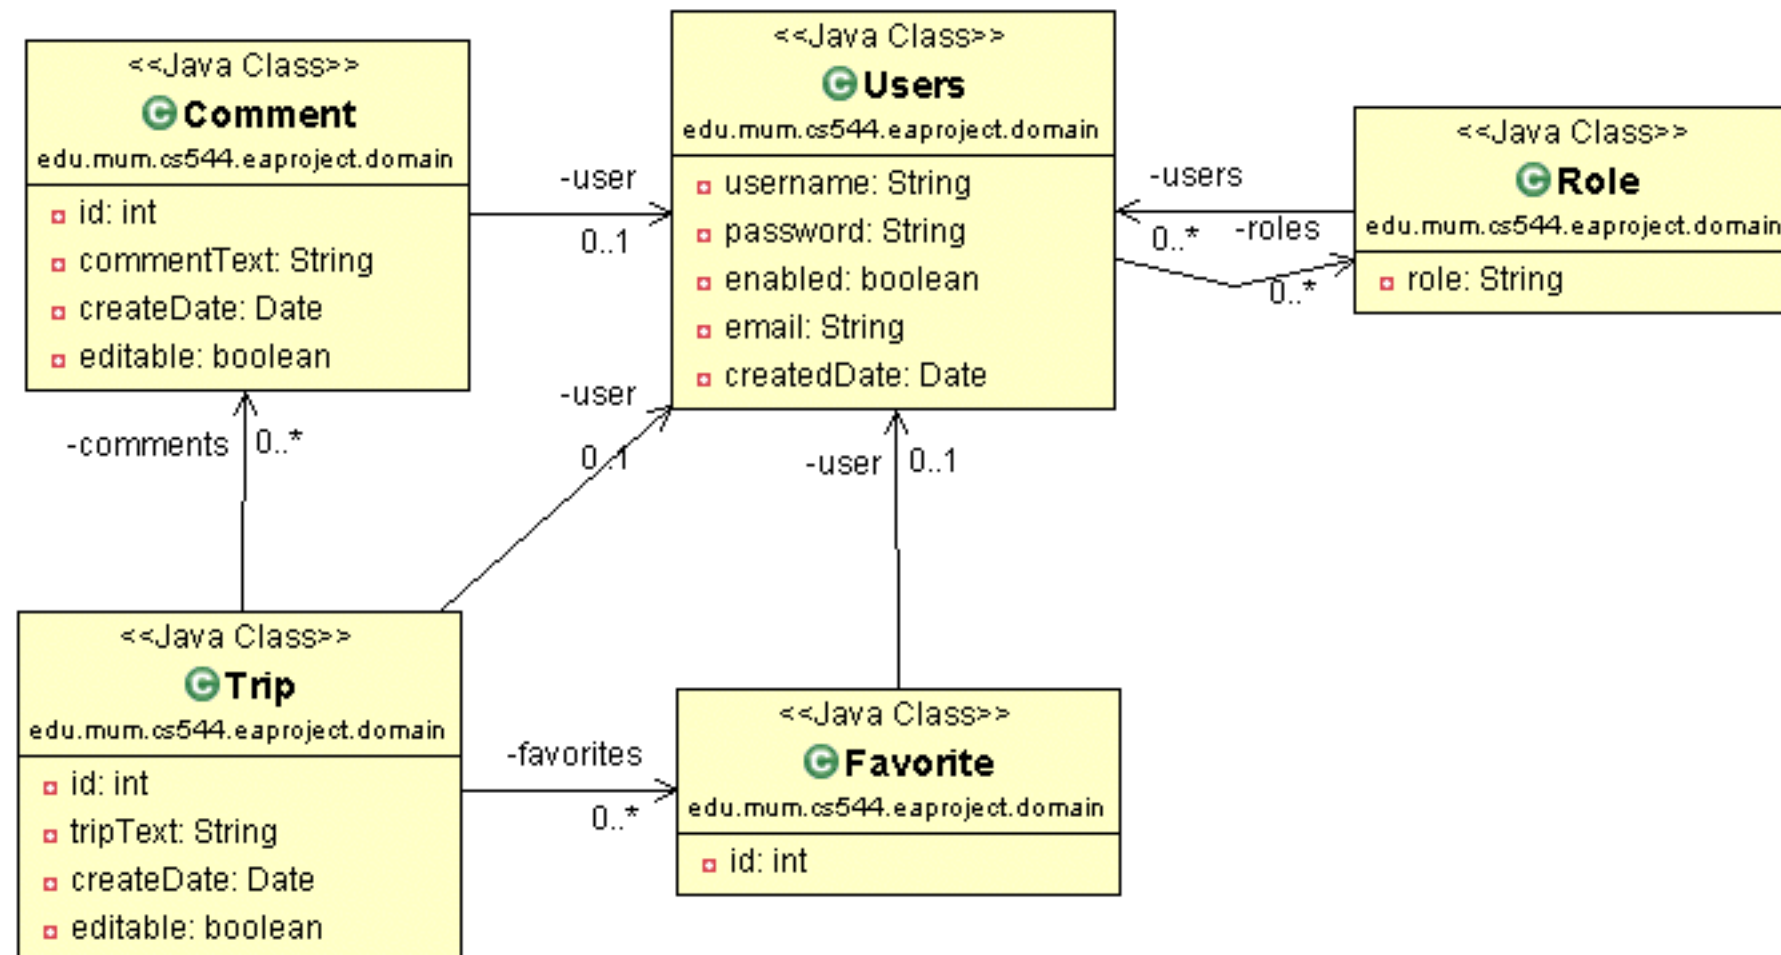 <<Java Class>>
Comment
edu.mum.cs544.eaproject.domain
id: int
commentText: String
createDate: Date
editable: boolean
<<Java Class>>
Users
edu.mum.cs544.eaproject.domain
username: String
password: String
enabled: boolean
email: String
createdDate: Date
<<Java Class>>
Role
edu.mum.cs544.eaproject.domain
role: String
-user
0..1
-users
0..*
-roles
0..*
-comments
0..*
-user
0..1
-user
0..1
<<Java Class>>
Trip
edu.mum.cs544.eaproject.domain
id: int
tripText: String
createDate: Date
editable: boolean
-favorites
0..*
<<Java Class>>
Favorite
edu.mum.cs544.eaproject.domain
id: int